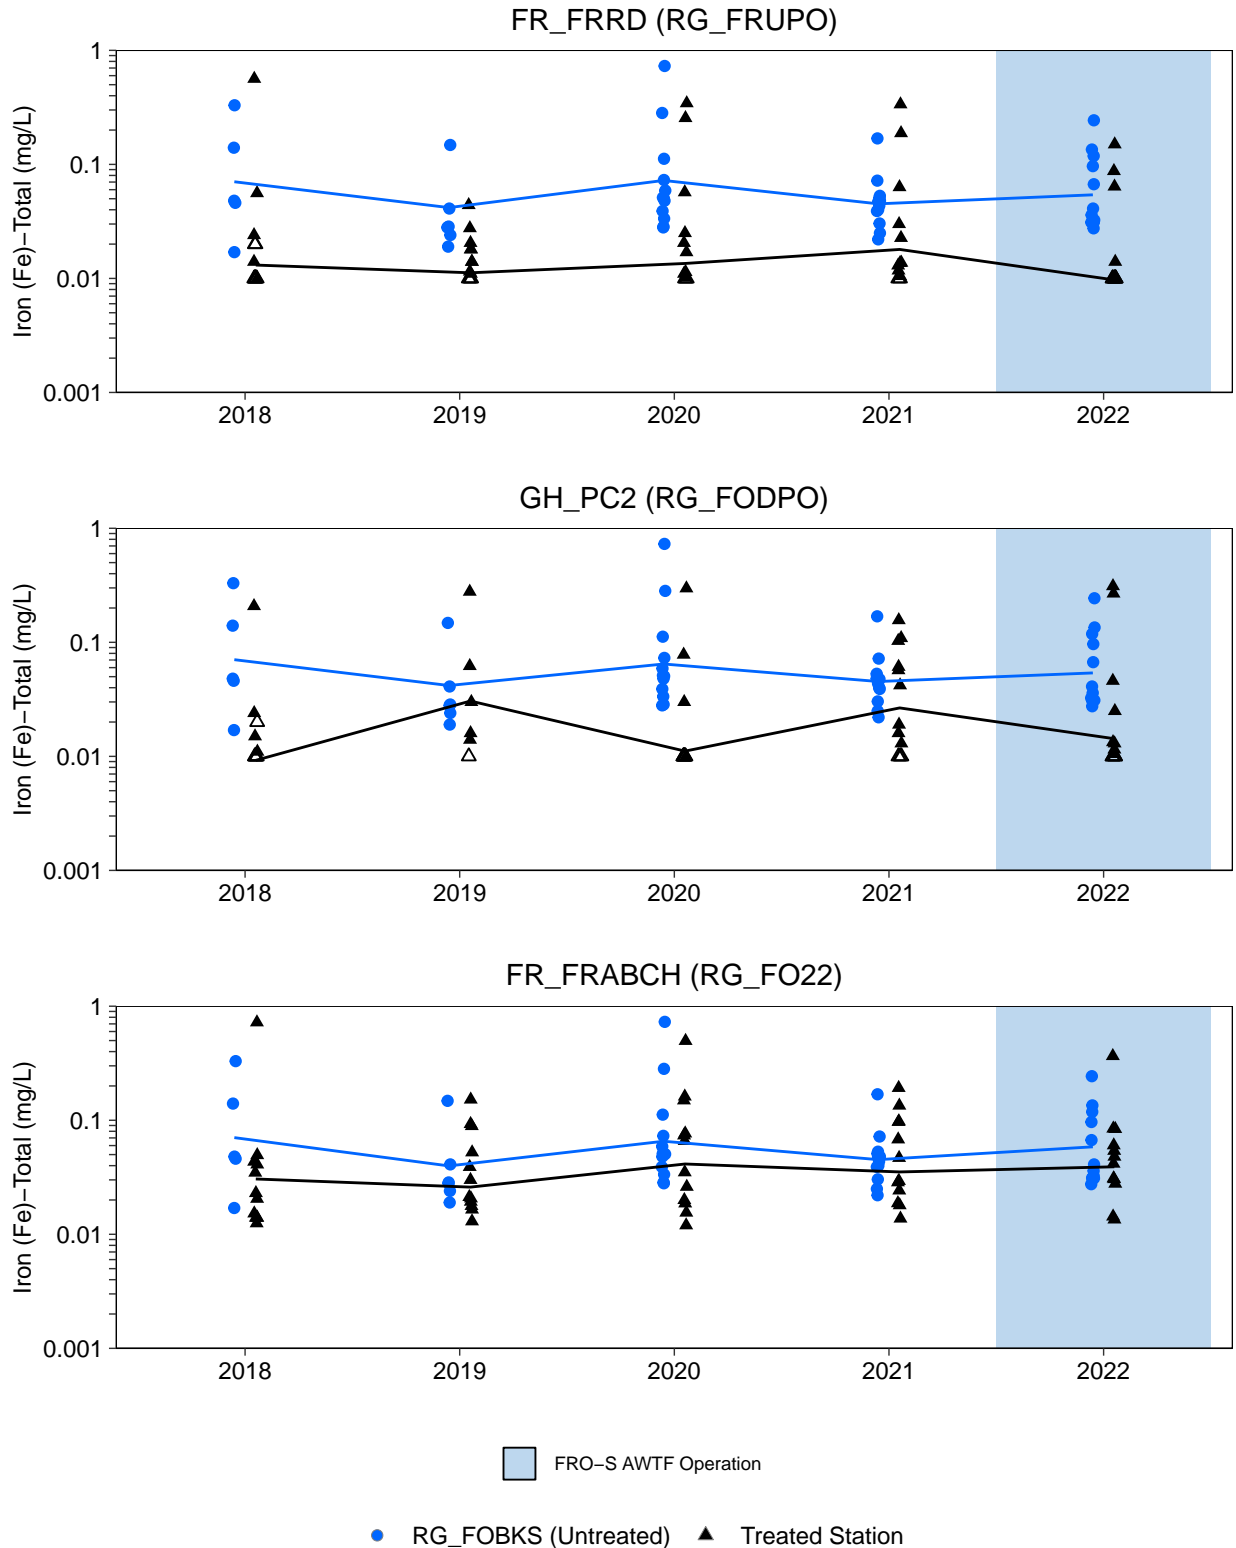 FR_FRRD (RG_FRUPO)
Iron (Fe)−Total (mg/L)
1
0.1
0.01
0.001
2018 2019 2020 2021 2022
GH_PC2 (RG_FODPO)
Iron (Fe)−Total (mg/L)
1
0.1
0.01
0.001
2018 2019 2020 2021 2022
FR_FRABCH (RG_FO22)
Iron (Fe)−Total (mg/L)
1
0.1
0.01
0.001
2018 2019 2020 2021 2022
FRO−S AWTF Operation
RG_FOBKS (Untreated) Treated Station